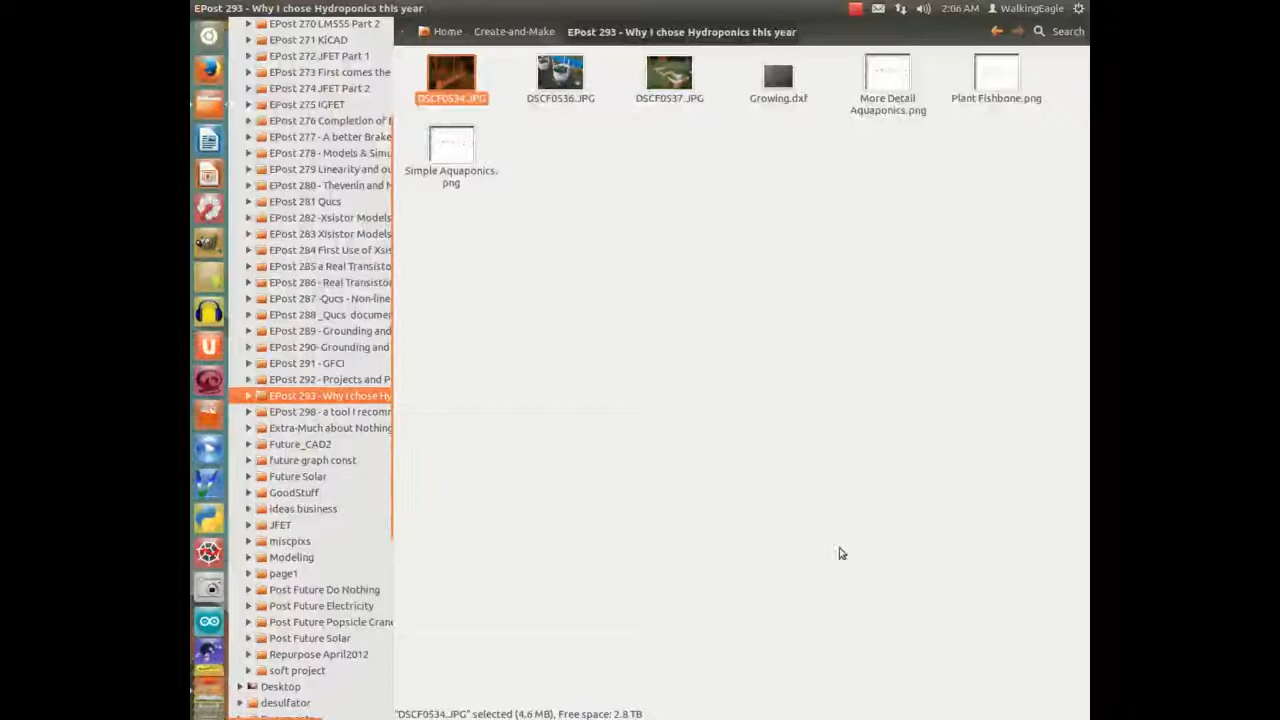 EPost 293 - Why I chose Hydroponics this year
2:06 AM
WalkingEagle
Home
Create-and-Make
EPost 293 - Why I chose Hydroponics this year
Search
EPost 270 LM555 Part 2
EPost 271 KiCAD
EPost 272 JFET Part 1
EPost 273 First comes the
EPost 274 JFET Part 2
EPost 275 IGFET
EPost 276 Completion of
EPost 277 - A better Brake
EPost 278 - Models & Simu
EPost 279 Linearity and ou
EPost 280 - Thevenin and
EPost 281 Qucs
EPost 282 -Xsistor Models
EPost 283 Xisistor Models
EPost 284 First Use of Xsis
EPost 285 a Real Transisto
EPost 286 - Real Transistor
EPost 287 -Qucs - Non-line
EPost 288 _Qucs documen
EPost 289 - Grounding and
EPost 290- Grounding and
EPost 291 - GFCI
EPost 292 - Projects and P
EPost 293 - Why I chose Hy
EPost 298 - a tool I recomm
Extra-Much about Nothing
Future_CAD2
future graph const
Future Solar
GoodStuff
ideas business
JFET
miscpixs
Modeling
page1
Post Future Do Nothing
Post Future Electricity
Post Future Popsicle Crane
Post Future Solar
Repurpose April2012
soft project
Desktop
desulfator
DSCF0534.JPG
DSCF0536.JPG
DSCF0537.JPG
Growing.dxf
More Detail
Aquaponics.png
Plant Fishbone.png
Simple Aquaponics.
png
"DSCF0534.JPG" selected (4.6 MB), Free space: 2.8 TB